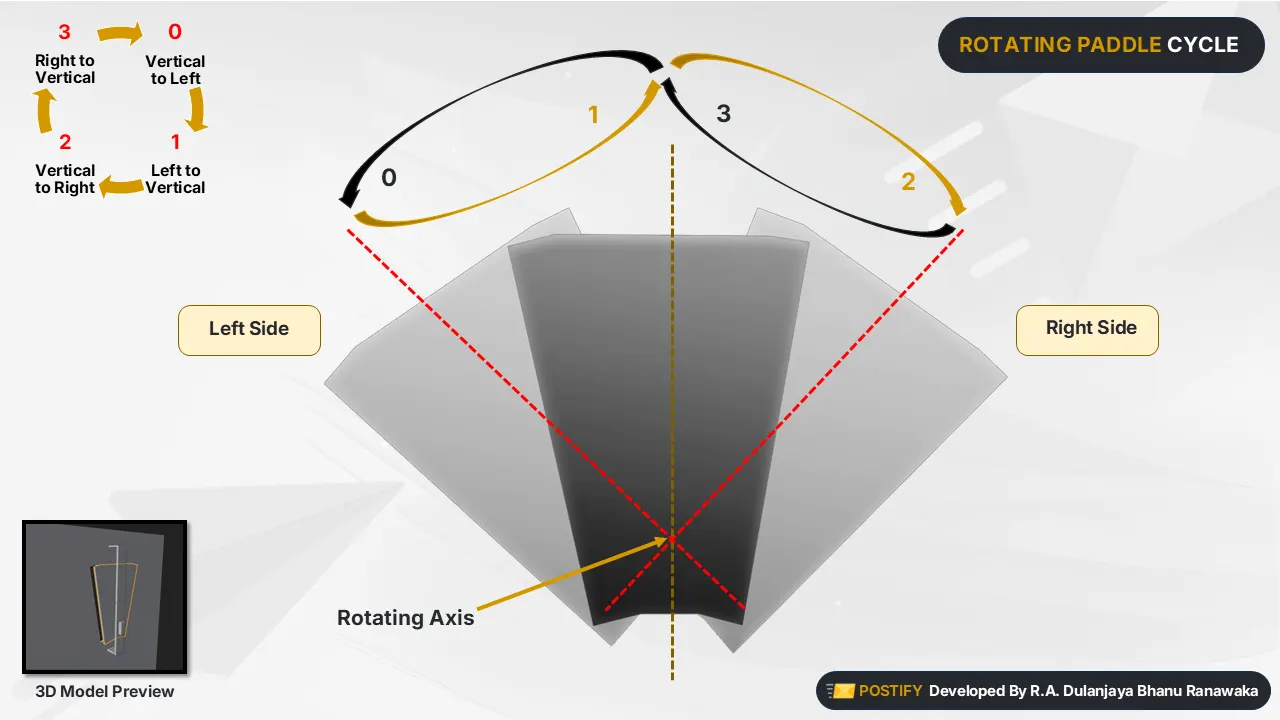 ROTATING PADDLE CYCLE
3
0
Right to
Vertical
Vertical
to Left
2
1
Vertical
to Right
Left to
Vertical
1
3
0
2
Left Side
Right Side
Rotating Axis
3D Model Preview
POSTIFY Developed By R.A. Dulanjaya Bhanu Ranawaka